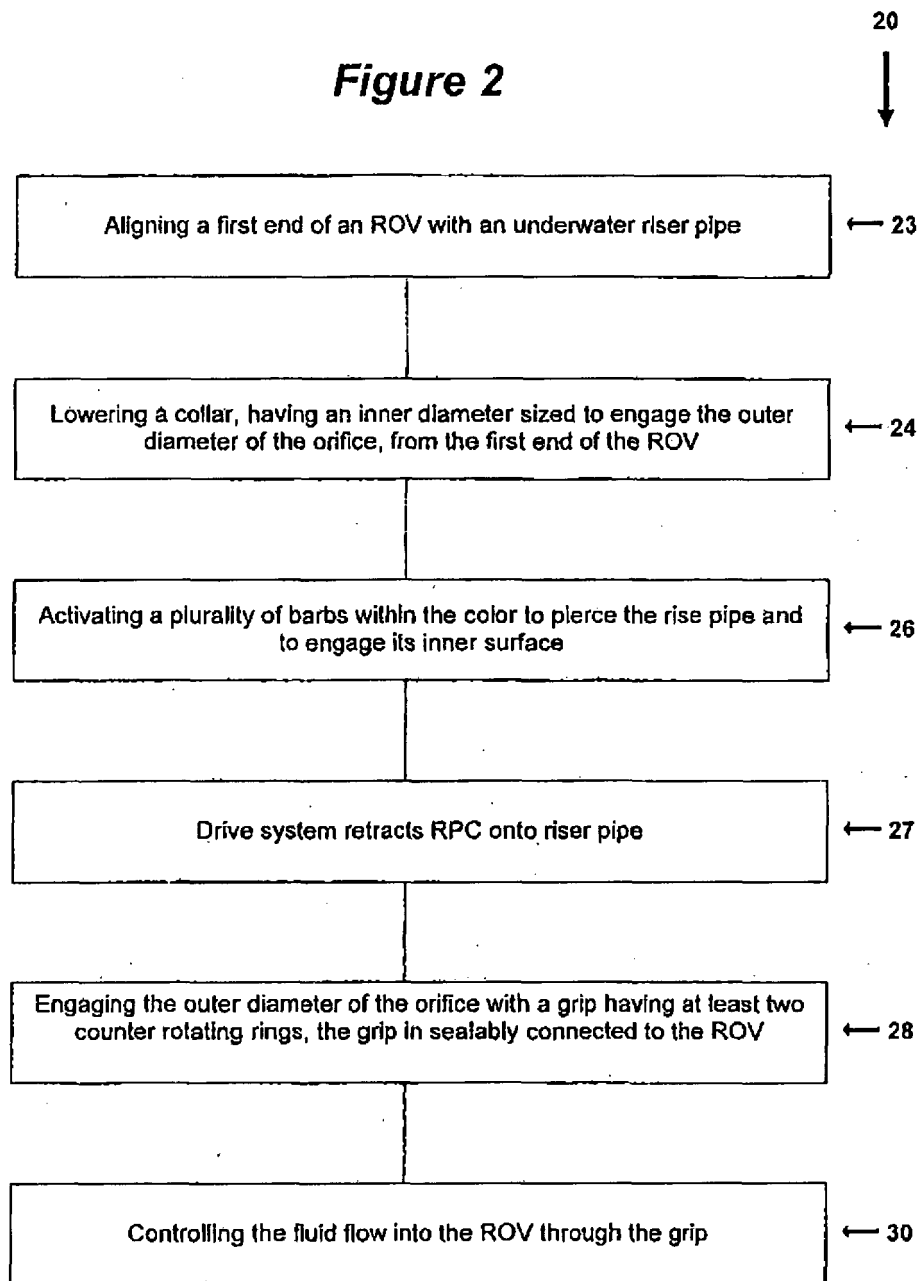 20
Figure 2
Aligning a first end of an ROV with an underwater riser pipe
23
Lowering a collar, having an inner diameter sized to engage the outer
diameter of the orifice, from the first end of the ROV
24
Activating a plurality of barbs within the color to pierce the rise pipe and
to engage its inner surface
26
Drive system retracts RPC onto riser pipe
27
Engaging the outer diameter of the orifice with a grip having at least two
counter rotating rings, the grip in sealably connected to the ROV
28
Controlling the fluid flow into the ROV through the grip
30